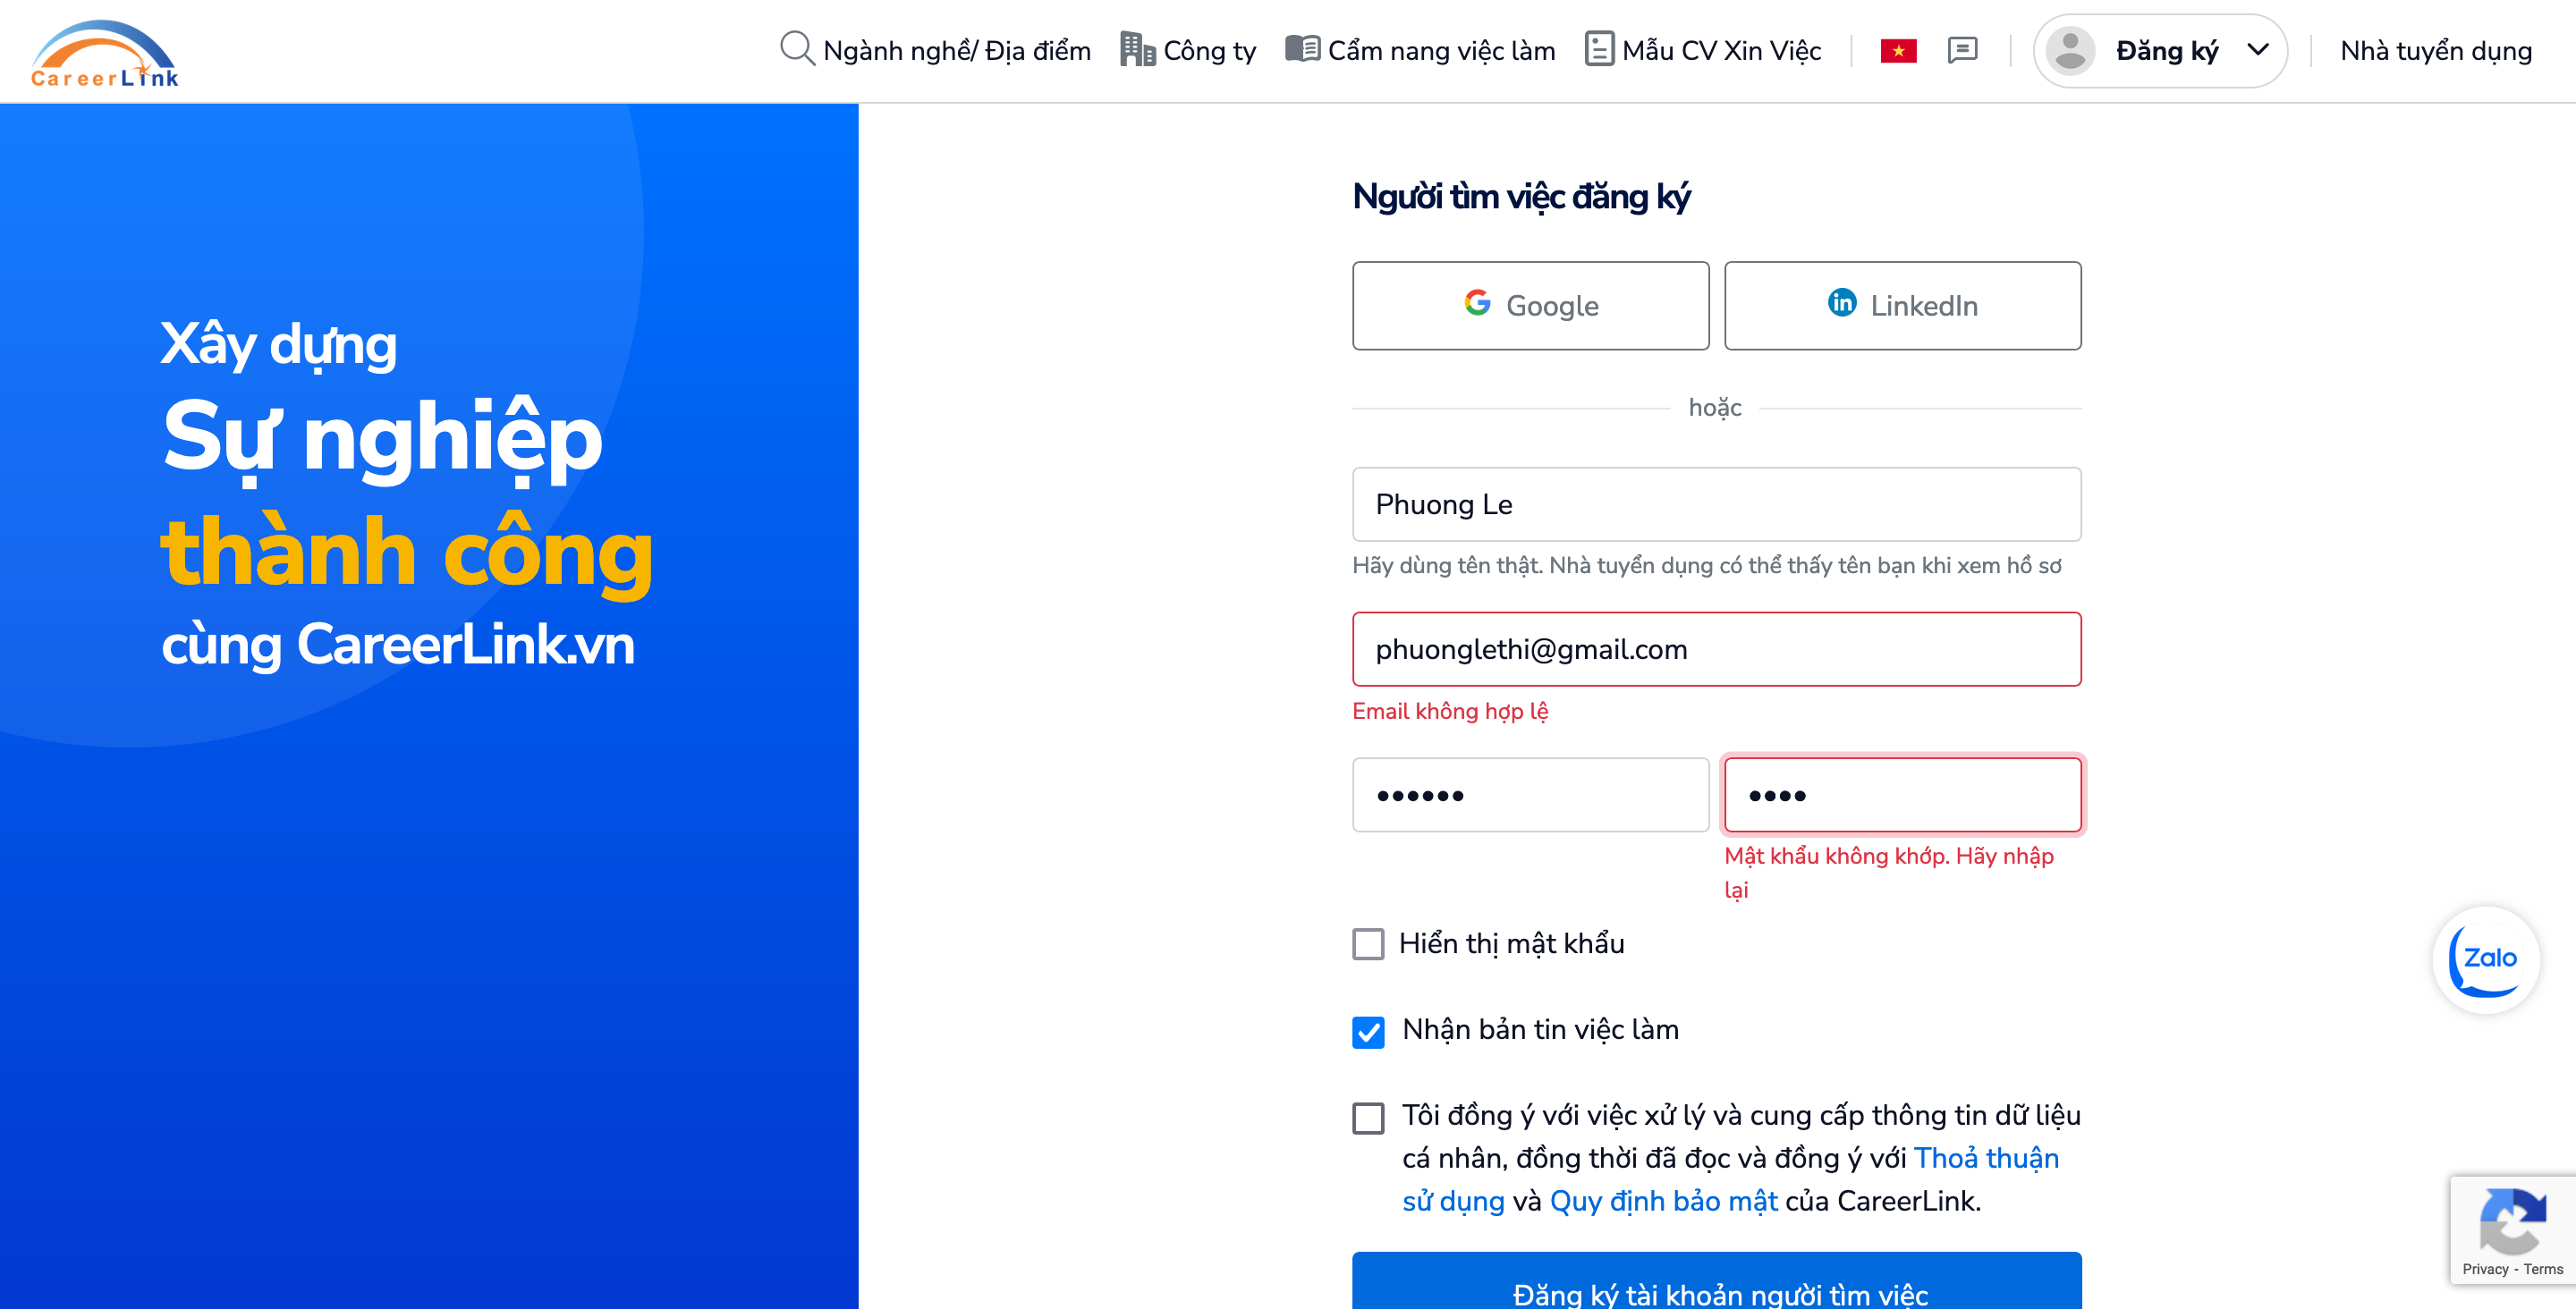 CareerLink
Ngành nghề/ Địa điểm
Công ty
Cẩm nang việc làm
Mẫu CV Xin Việc
Đăng ký
Nhà tuyển dụng
Xây dựng
Sự nghiệp
thành công
cùng CareerLink.vn
Người tìm việc đăng ký
Google
LinkedIn
hoặc
Phuong Le
Hãy dùng tên thật. Nhà tuyển dụng có thể thấy tên bạn khi xem hồ sơ
phuonglethi@gmail.com
Email không hợp lệ
••••••
••••
Mật khẩu không khớp. Hãy nhập
lại
Hiển thị mật khẩu
Nhận bản tin việc làm
Tôi đồng ý với việc xử lý và cung cấp thông tin dữ liệu
cá nhân, đồng thời đã đọc và đồng ý với Thoả thuận
sử dụng và Quy định bảo mật của CareerLink.
Đăng ký tài khoản người tìm việc
Zalo
Privacy - Terms